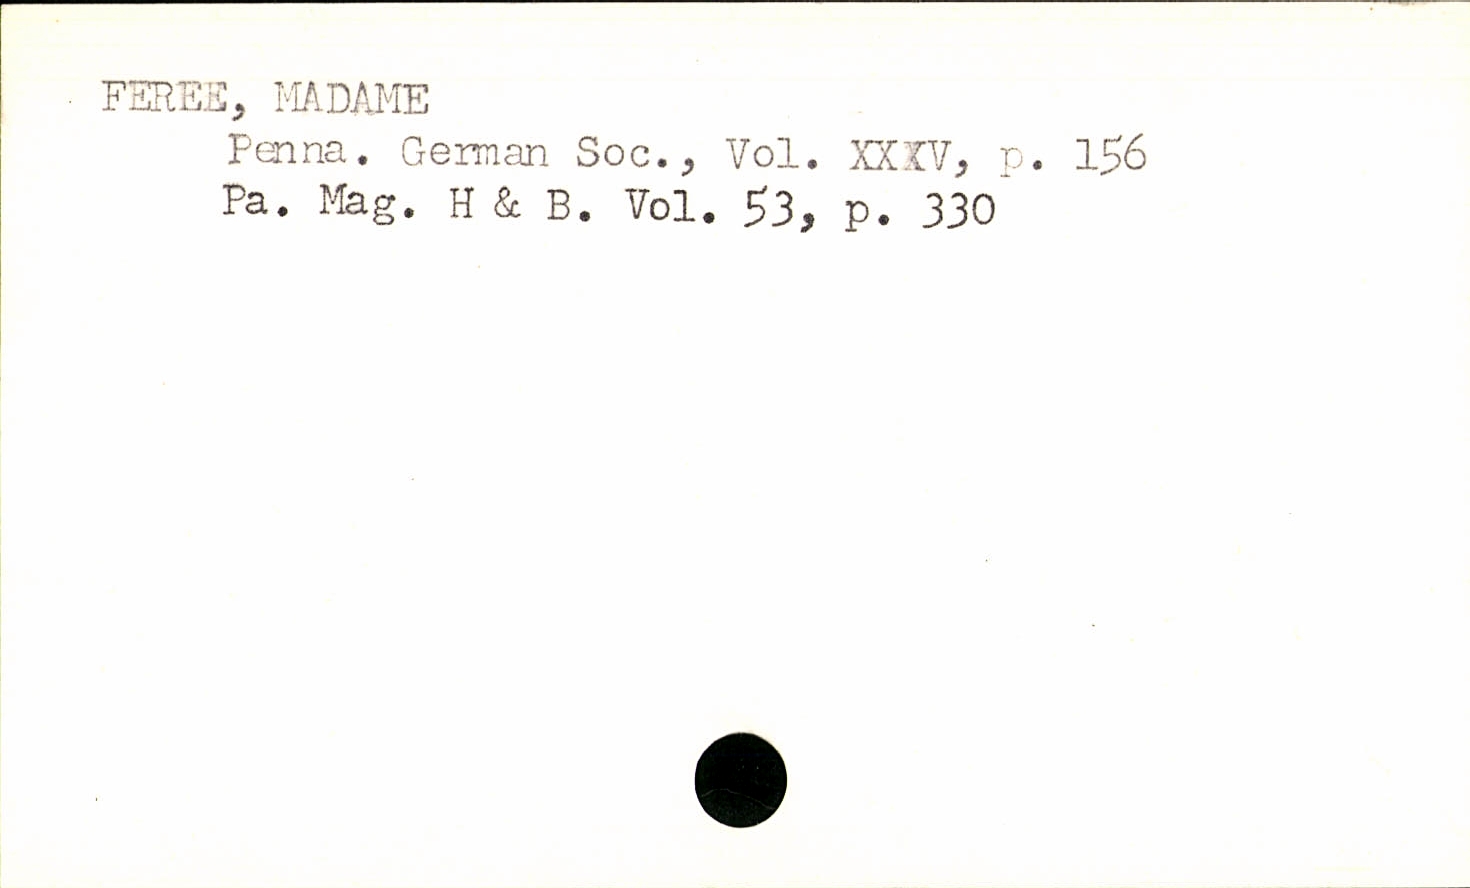 FEREE, MADAME
Penna. German Soc., Vol. XXXV, p. 156
Pa. Mag. H & B. Vol. 53, p. 330